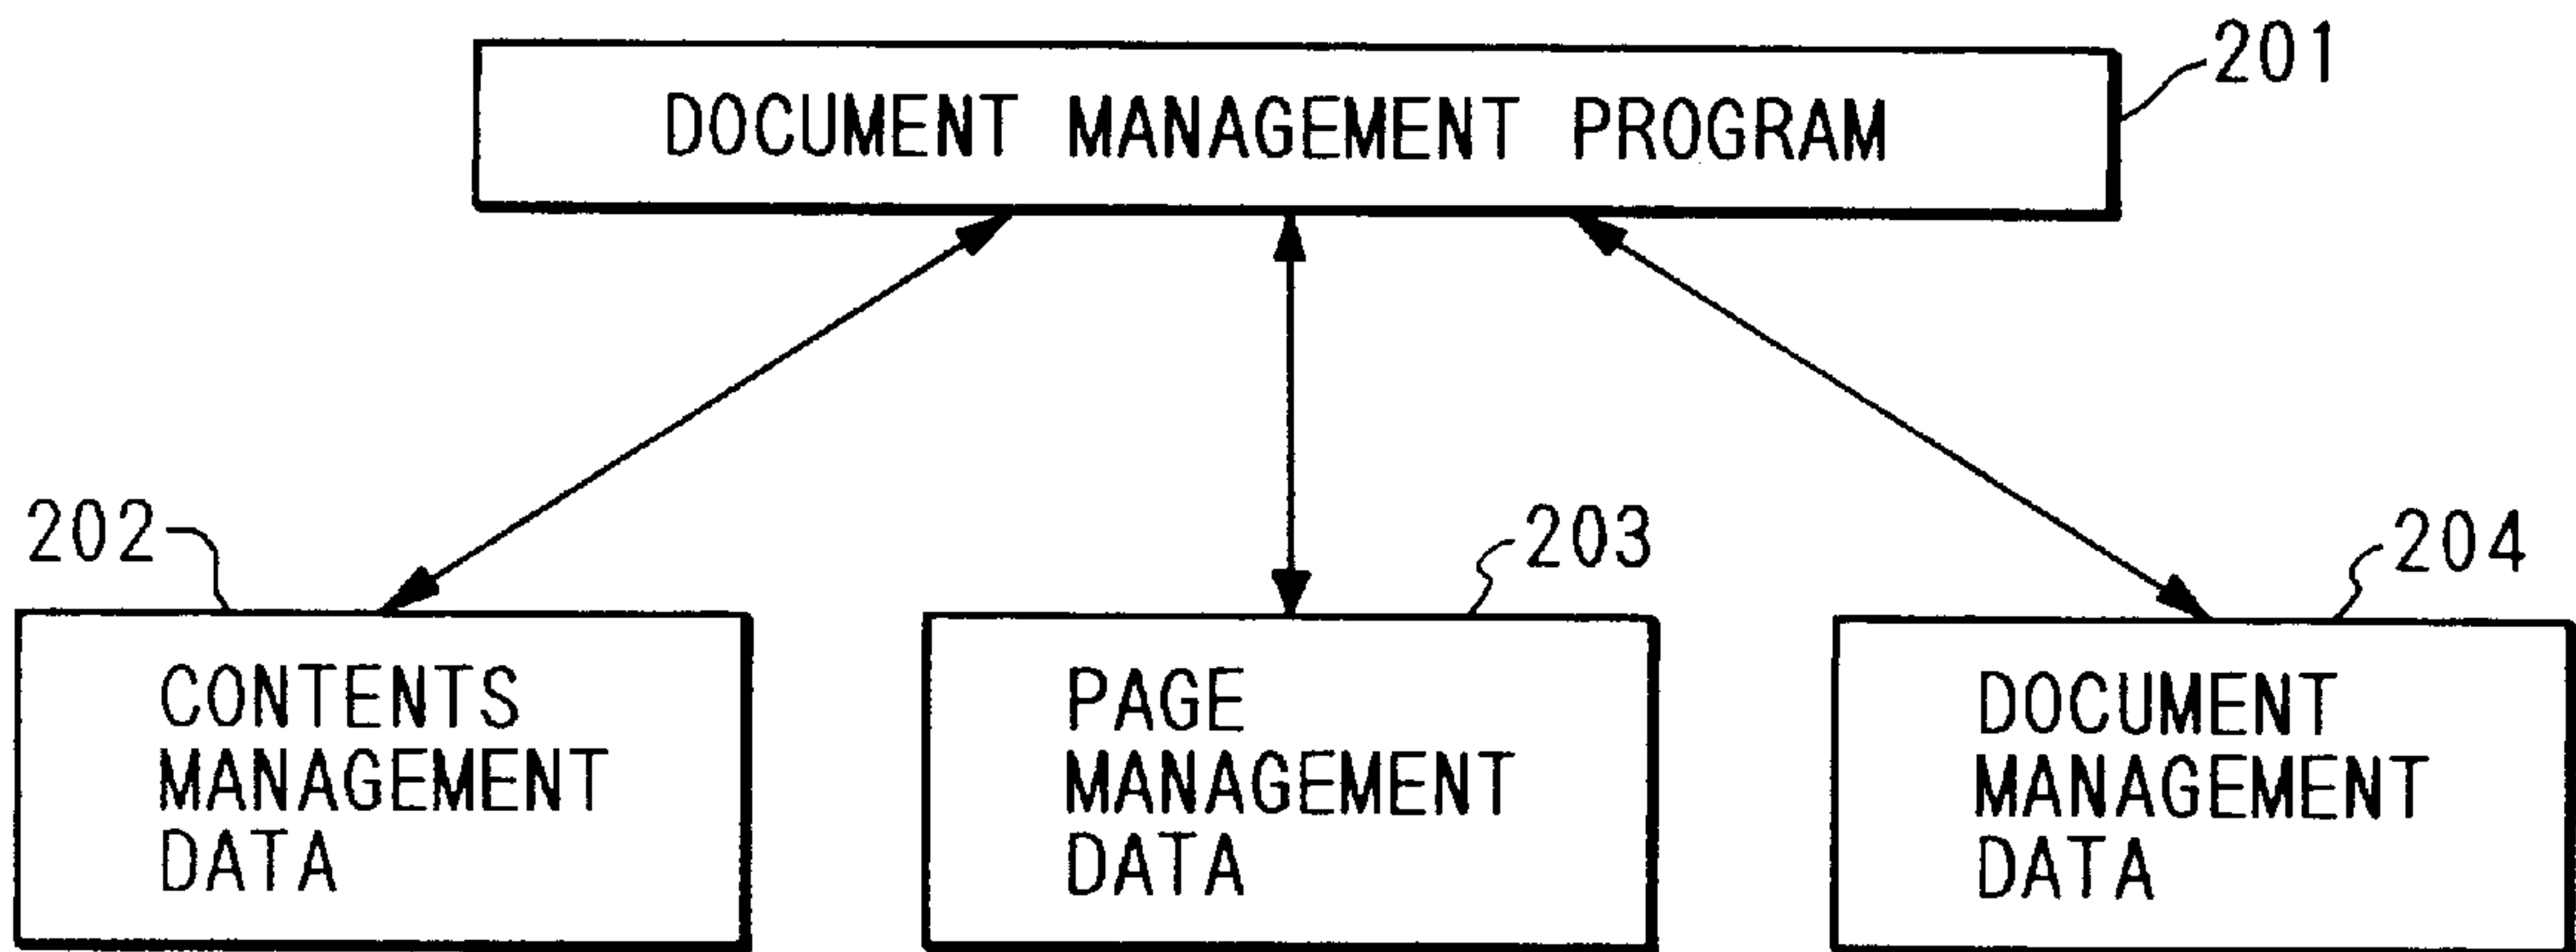 201
DOCUMENT MANAGEMENT PROGRAM
202
203
204
CONTENTS
MANAGEMENT
DATA
PAGE
MANAGEMENT
DATA
DOCUMENT
MANAGEMENT
DATA